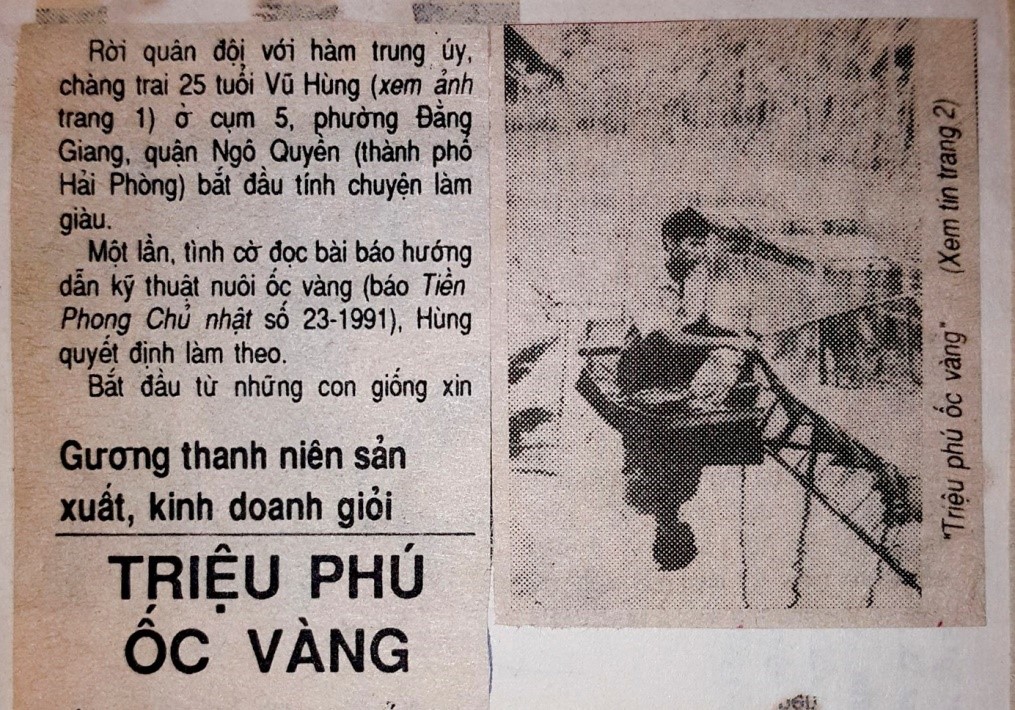 Rời quân đội với hàm trung úy,
chàng trai 25 tuổi Vũ Hùng (xem ảnh
trang 1) ở cụm 5, phường Đằng
Giang, quận Ngô Quyền (thành phố
Hải Phòng) bắt đầu tính chuyện làm
giàu.
Một lần, tình cờ đọc bài báo hướng
dẫn kỹ thuật nuôi ốc vàng (báo Tiền
Phong Chủ nhật số 23-1991), Hùng
quyết định làm theo.
Bắt đầu từ những con giống xin
Gương thanh niên sản
xuất, kinh doanh giỏi
TRIỆU PHÚ
ỐC VÀNG
"Triệu phú ốc vàng" (Xem tin trang 2)